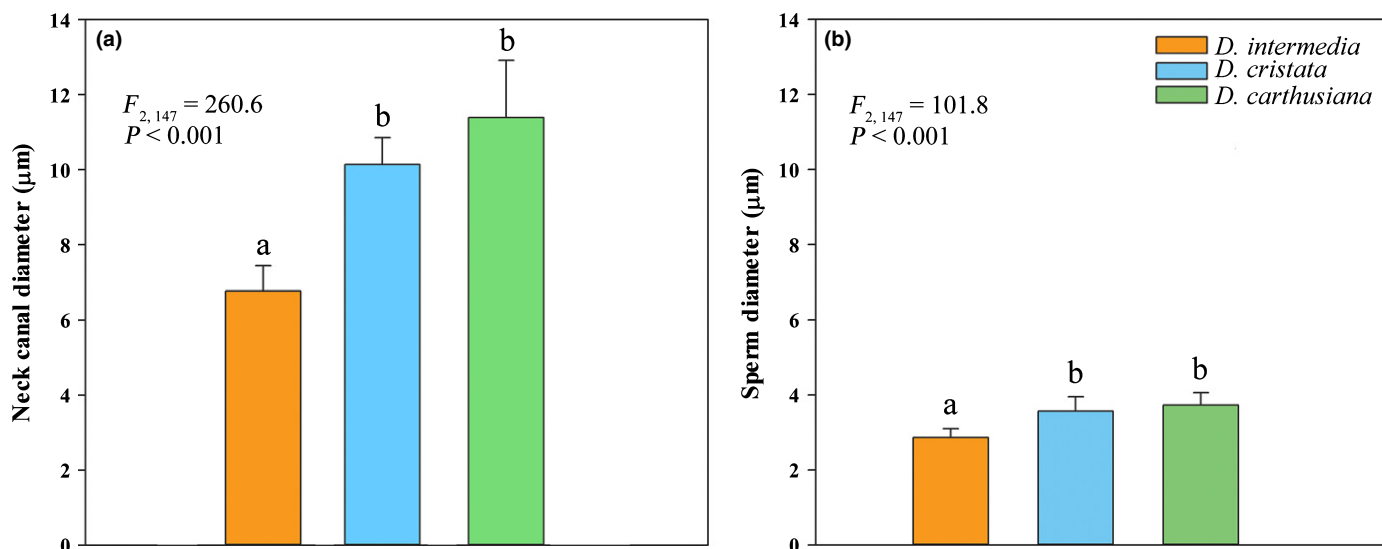 (a)
F2, 147 = 260.6
P < 0.001
a
b
b
Neck canal diameter (μm)
14
12
10
8
6
4
2
0
(b)
F2, 147 = 101.8
P < 0.001
D. intermedia
D. cristata
D. carthusiana
a
b
b
Sperm diameter (μm)
14
12
10
8
6
4
2
0